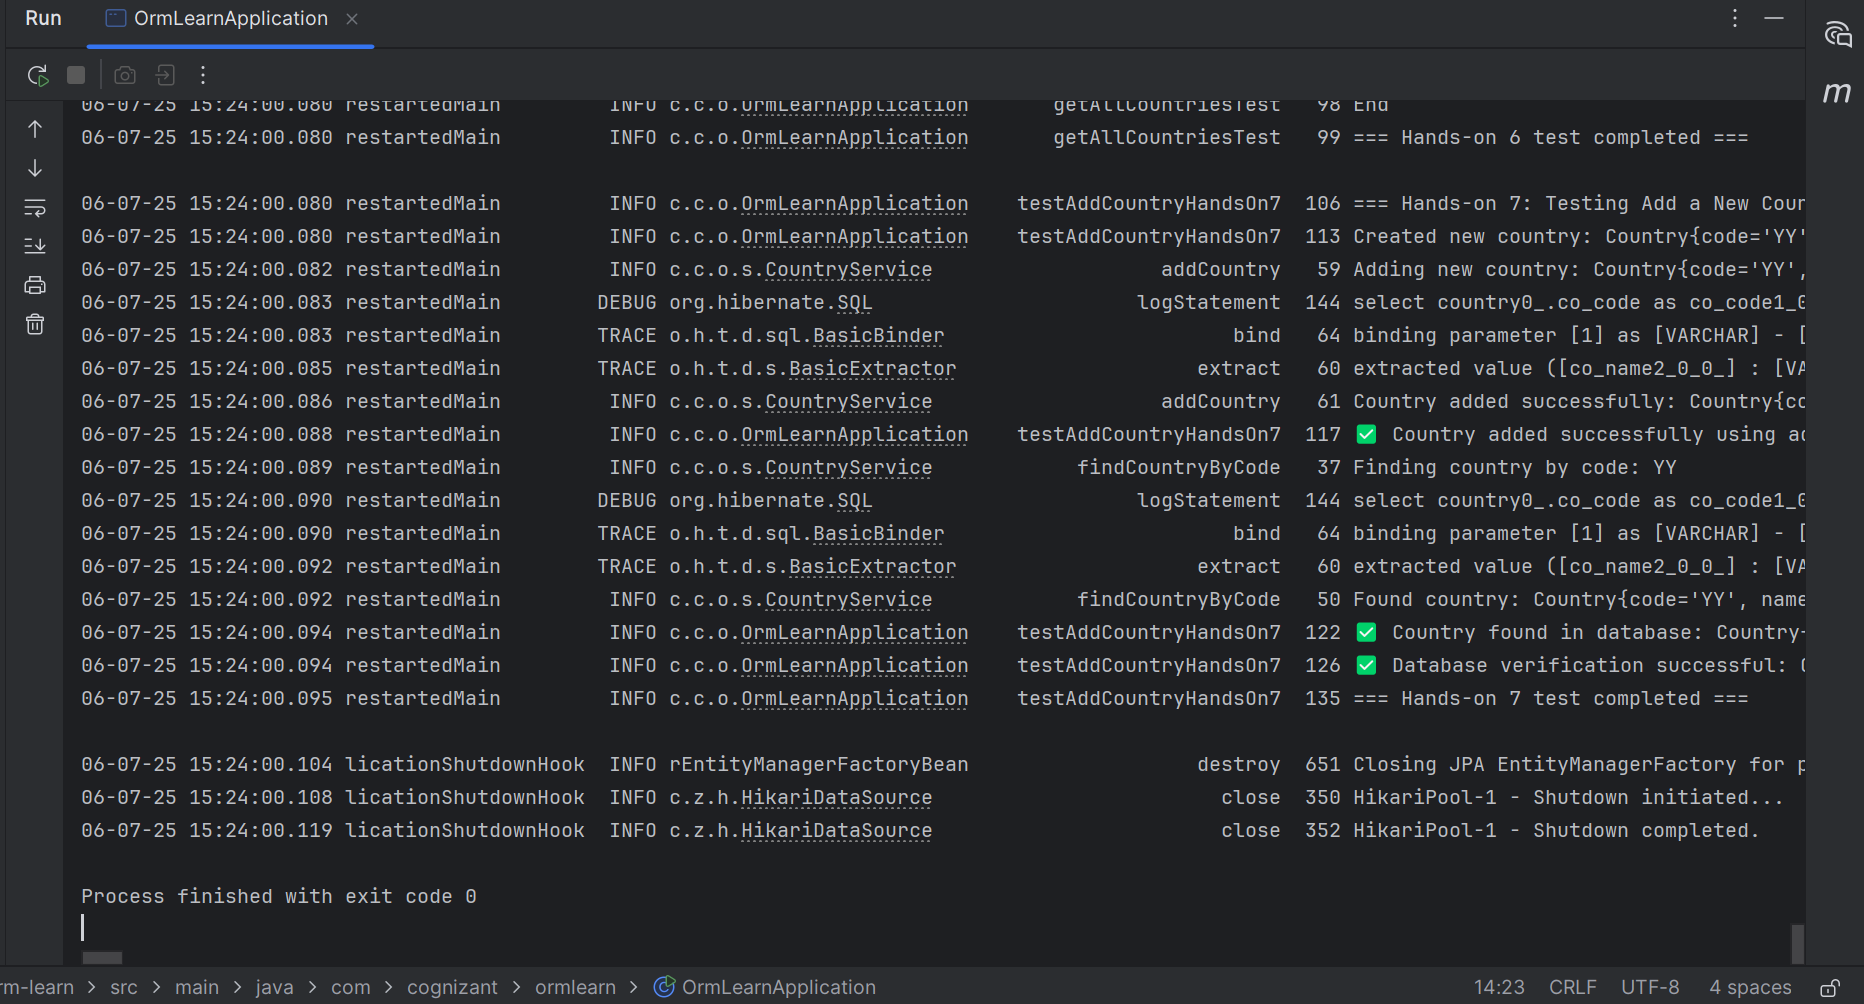 Run OrmLearnApplication
06-07-25 15:24:00.080 restartedMain INFO c.c.o.OrmLearnApplication getAllCountriesTest 98 End
06-07-25 15:24:00.080 restartedMain INFO c.c.o.OrmLearnApplication getAllCountriesTest 99 === Hands-on 6 test completed ===
06-07-25 15:24:00.080 restartedMain INFO c.c.o.OrmLearnApplication testAddCountryHandsOn7 106 === Hands-on 7: Testing Add a New Cour
06-07-25 15:24:00.080 restartedMain INFO c.c.o.OrmLearnApplication testAddCountryHandsOn7 113 Created new country: Country{code='YY'
06-07-25 15:24:00.082 restartedMain INFO c.c.o.s.CountryService addCountry 59 Adding new country: Country{code='YY',
06-07-25 15:24:00.083 restartedMain DEBUG org.hibernate.SQL logStatement 144 select country0_.co_code as co_code1_0
06-07-25 15:24:00.083 restartedMain TRACE o.h.t.d.sql.BasicBinder bind 64 binding parameter [1] as [VARCHAR] - [
06-07-25 15:24:00.085 restartedMain TRACE o.h.t.d.s.BasicExtractor extract 60 extracted value ([co_name2_0_0_] : [VA
06-07-25 15:24:00.086 restartedMain INFO c.c.o.s.CountryService addCountry 61 Country added successfully: Country{co
06-07-25 15:24:00.088 restartedMain INFO c.c.o.OrmLearnApplication testAddCountryHandsOn7 117 ✅ Country added successfully using ad
06-07-25 15:24:00.089 restartedMain INFO c.c.o.s.CountryService findCountryByCode 37 Finding country by code: YY
06-07-25 15:24:00.090 restartedMain DEBUG org.hibernate.SQL logStatement 144 select country0_.co_code as co_code1_0
06-07-25 15:24:00.090 restartedMain TRACE o.h.t.d.sql.BasicBinder bind 64 binding parameter [1] as [VARCHAR] - [
06-07-25 15:24:00.092 restartedMain TRACE o.h.t.d.s.BasicExtractor extract 60 extracted value ([co_name2_0_0_] : [VA
06-07-25 15:24:00.092 restartedMain INFO c.c.o.s.CountryService findCountryByCode 50 Found country: Country{code='YY', name
06-07-25 15:24:00.094 restartedMain INFO c.c.o.OrmLearnApplication testAddCountryHandsOn7 122 ✅ Country found in database: Country
06-07-25 15:24:00.094 restartedMain INFO c.c.o.OrmLearnApplication testAddCountryHandsOn7 126 ✅ Database verification successful:
06-07-25 15:24:00.095 restartedMain INFO c.c.o.OrmLearnApplication testAddCountryHandsOn7 135 === Hands-on 7 test completed ===
06-07-25 15:24:00.104 licationShutdownHook INFO rEntityManagerFactoryBean destroy 651 Closing JPA EntityManagerFactory for p
06-07-25 15:24:00.108 licationShutdownHook INFO c.z.h.HikariDataSource close 350 HikariPool-1 - Shutdown initiated...
06-07-25 15:24:00.119 licationShutdownHook INFO c.z.h.HikariDataSource close 352 HikariPool-1 - Shutdown completed.
Process finished with exit code 0
rm-learn > src > main > java > com > cognizant > ormlearn > OrmLearnApplication 14:23 CRLF UTF-8 4 spaces